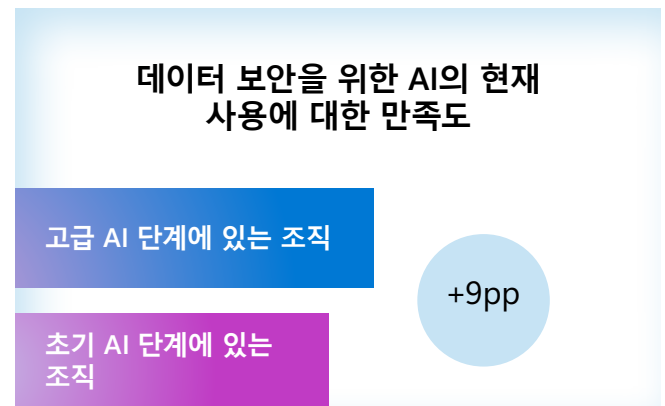 데이터 보안을 위한 AI의 현재
사용에 대한 만족도
고급 AI 단계에 있는 조직
+9pp
초기 AI 단계에 있는
조직